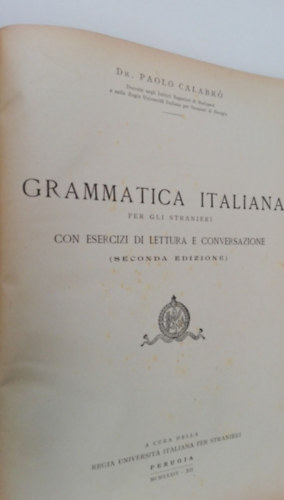 DR. PAOLO CALABRÒ
GRAMMATICA ITALIANA
PER GLI STRANIERI
CON ESERCIZI DI LETTURA E CONVERSAZIONE
(SECONDA EDIZIONE)
A CURA DELLA
REGIA UNIVERSITÀ ITALIANA PER STRANIERI
PERUGIA